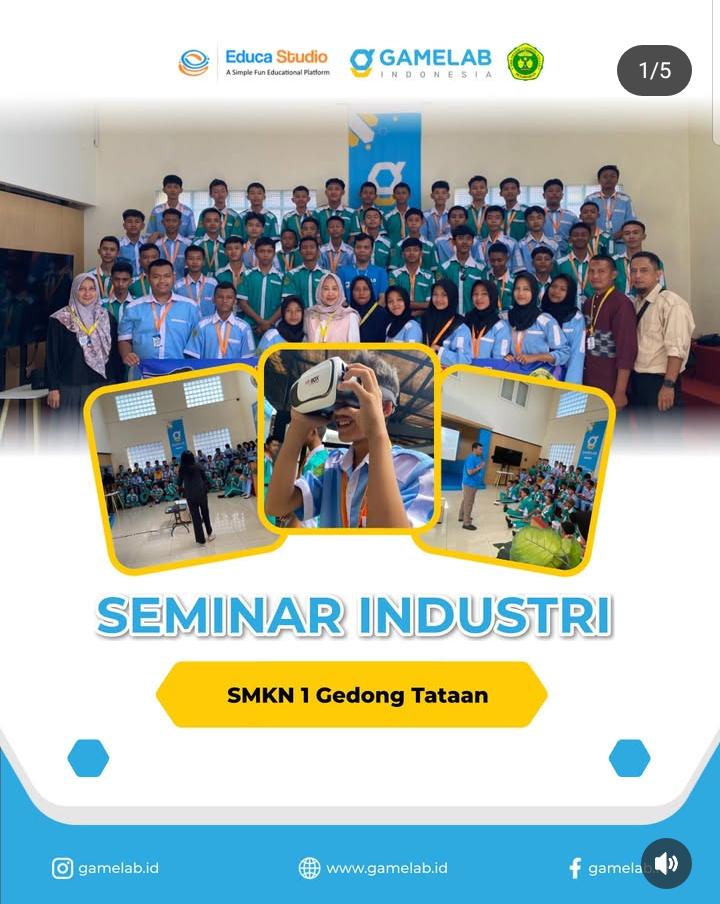 Educa Studio
A Simple Fun Educational Platform
GAMELAB
INDONESIA
1/5
SEMINAR INDUSTRI
SMKN 1 Gedong Tataan
gamelab.id
www.gamelab.id